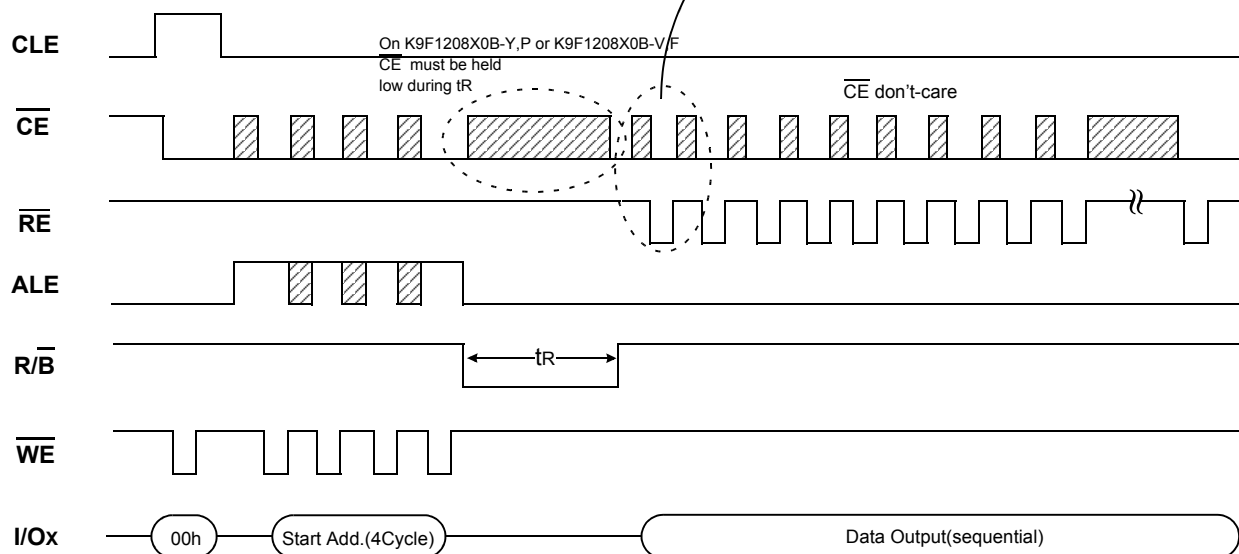 CLE
On K9F1208X0B-Y,P or K9F1208X0B-V,F
CE must be held
low during tR
CE don't-care
CE
RE
ALE
R/B
tR
WE
I/Ox
00h
Start Add.(4Cycle)
Data Output(sequential)